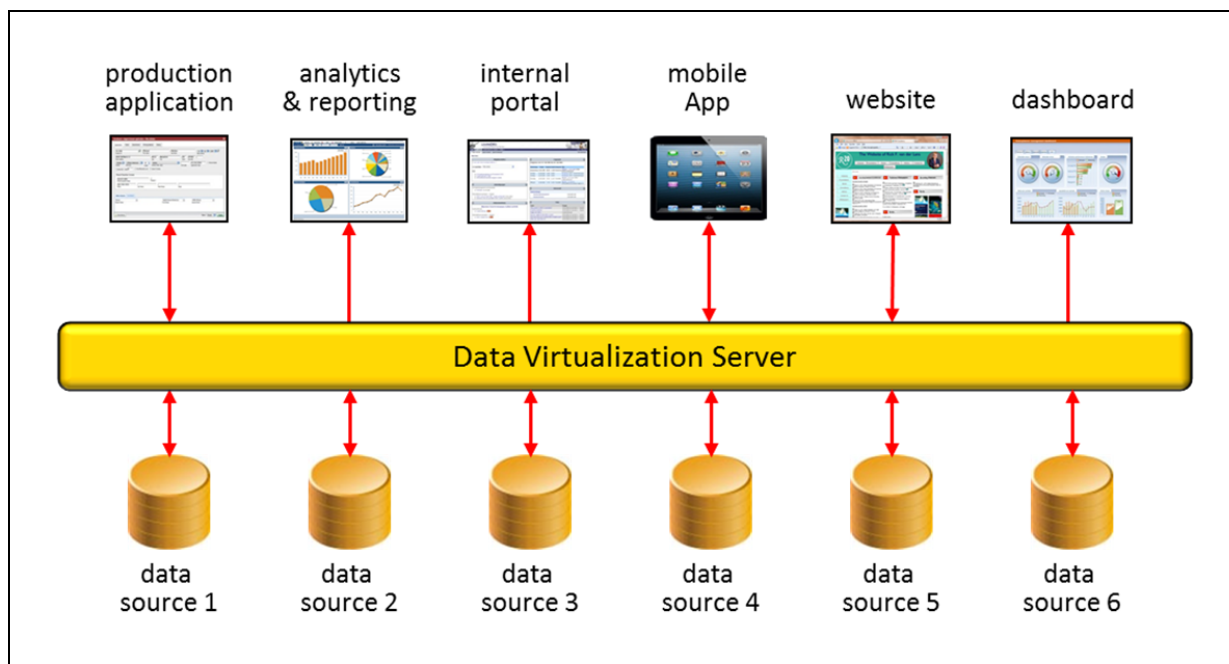 production
application
analytics
& reporting
internal
portal
mobile
App
website
dashboard
Data Virtualization Server
data
source 1
data
source 2
data
source 3
data
source 4
data
source 5
data
source 6